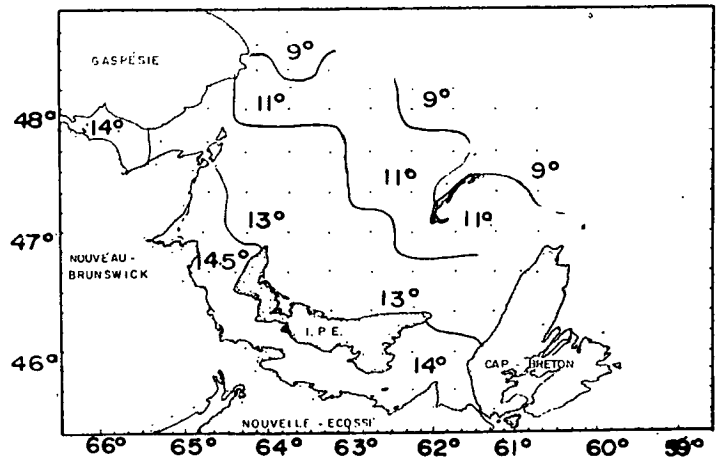 9°
GASPÉSIE
11°
9°
48°
14°
11°
9°
11°
13°
47°
NOUVEAU-
BRUNSWICK
14.5°
13°
I.P.E.
14°
46°
CAP-BRETON
NOUVELLE-ECOSSE
66° 65° 64° 63° 62° 61° 60° 59°